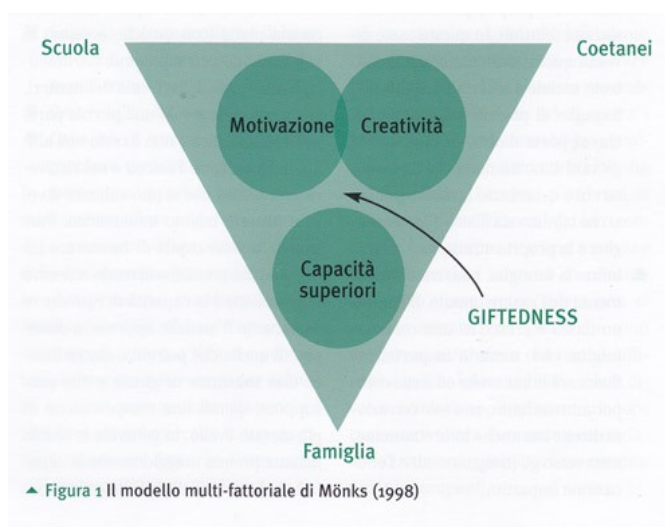 Scuola
Coetanei
Motivazione
Creatività
Capacità
superiori
GIFTEDNESS
Famiglia
▲ Figura 1 Il modello multi-fattoriale di Mönks (1998)